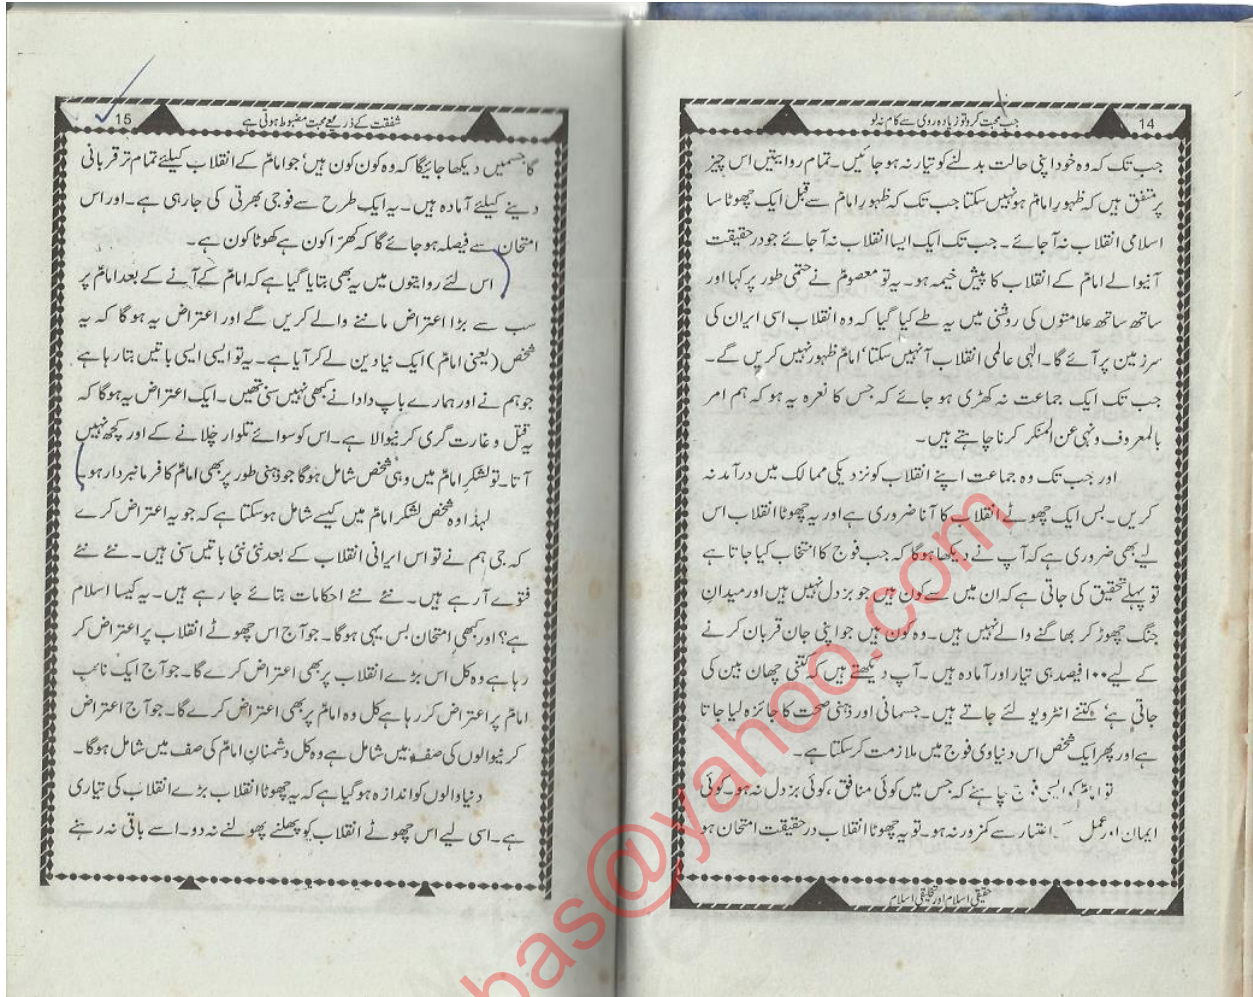 14
جب محبت کرو تو زیادہ روی سے کام نہ لو
جب تک کہ وہ خود اپنی حالت بدلنے کو تیار نہ ہو جائیں۔ تمام روایتیں اس چیز
پر متفق ہیں کہ ظہورِ امامؑ ہو نہیں سکتا جب تک کہ ظہورِ امامؑ سے قبل ایک چھوٹا سا
اسلامی انقلاب نہ آ جائے۔ جب تک ایک ایسا انقلاب نہ آ جائے جو درحقیقت
آنیوالے امامؑ کے انقلاب کا پیش خیمہ ہو۔ یہ تو معصومؑ نے حتمی طور پر کہا اور
ساتھ ساتھ علامتوں کی روشنی میں یہ طے کیا گیا کہ وہ انقلاب اسی ایران کی
سرزمین پر آئے گا۔ الٰہی عالمی انقلاب آ نہیں سکتا‘ امامؑ ظہور نہیں کریں گے۔
جب تک ایک جماعت نہ کھڑی ہو جائے کہ جس کا نعرہ یہ ہو کہ ہم امر
بالمعروف و نہی عن المنکر کرنا چاہتے ہیں۔
اور جب تک وہ جماعت اپنے انقلاب کو نزدیکی ممالک میں درآمد نہ
کریں۔ بس ایک چھوٹے انقلاب کا آنا ضروری ہے اور یہ چھوٹا انقلاب اس
لیے بھی ضروری ہے کہ آپ نے دیکھا ہوگا کہ جب فوج کا انتخاب کیا جاتا ہے
تو پہلے تحقیق کی جاتی ہے کہ ان میں سے کون ہیں جو بزدل نہیں ہیں اور میدانِ
جنگ چھوڑ کر بھاگنے والے نہیں ہیں۔ وہ کون ہیں جو اپنی جان قربان کرنے
کے لیے ۱۰۰ فیصد ہی تیار اور آمادہ ہیں۔ آپ دیکھتے ہیں کہ کتنی چھان بین کی
جاتی ہے‘ کتنے انٹرویو لئے جاتے ہیں۔ جسمانی اور ذہنی صحت کا جائزہ لیا جاتا
ہے اور پھر ایک شخص اس دنیاوی فوج میں ملازمت کر سکتا ہے۔
تو امامؑ کو ایسی فوج چاہئے کہ جس میں کوئی منافق، کوئی بزدل نہ ہو۔ کوئی
ایمان اور عمل کے اعتبار سے کمزور نہ ہو۔ تو یہ چھوٹا انقلاب درحقیقت امتحان ہو
حقیقی اسلام اور تخلیقی اسلام
15
شفقت کے ذریعے محبت مضبوط ہوتی ہے
گا جسمیں دیکھا جائیگا کہ وہ کون کون ہیں‘ جو امامؑ کے انقلاب کیلئے تمام تر قربانی
دینے کیلئے آمادہ ہیں۔ یہ ایک طرح سے فوجی بھرتی کی جارہی ہے۔ اور اس
امتحان سے فیصلہ ہو جائے گا کہ کھرّا کون ہے کھوٹا کون ہے۔
اس لئے روایتوں میں یہ بھی بتایا گیا ہے کہ امامؑ کے آنے کے بعد امامؑ پر
سب سے بڑا اعتراض ماننے والے کریں گے اور اعتراض یہ ہوگا کہ یہ
شخص (یعنی امامؑ) ایک نیا دین لے کر آیا ہے۔ یہ تو ایسی ایسی باتیں بتا رہا ہے
جو ہم نے اور ہمارے باپ دادا نے کبھی نہیں سنی تھیں۔ ایک اعتراض یہ ہوگا کہ
یہ قتل و غارت گری کرنیوالا ہے۔ اس کو سوائے تلوار چلانے کے اور کچھ نہیں
آتا۔ تو لشکرِ امامؑ میں وہی شخص شامل ہوگا جو ذہنی طور پر بھی امامؑ کا فرمانبردار ہو۔
لہٰذا وہ شخص لشکرِ امامؑ میں کیسے شامل ہو سکتا ہے کہ جو یہ اعتراض کرے
کہ جی ہم نے تو اس ایرانی انقلاب کے بعد نئی نئی باتیں سنی ہیں۔ نئے نئے
فتوے آ رہے ہیں۔ نئے نئے احکامات بتائے جا رہے ہیں۔ یہ کیسا اسلام
ہے؟ اور کبھی امتحان بس یہی ہوگا۔ جو آج اس چھوٹے انقلاب پر اعتراض کر
رہا ہے وہ کل اس بڑے انقلاب پر بھی اعتراض کرے گا۔ جو آج ایک نائب
امامؑ پر اعتراض کر رہا ہے کل وہ امامؑ پر بھی اعتراض کرے گا۔ جو آج اعتراض
کرنیوالوں کی صف میں شامل ہے وہ کل دشمنانِ امامؑ کی صف میں شامل ہوگا۔
دنیا والوں کو اندازہ ہو گیا ہے کہ یہ چھوٹا انقلاب بڑے انقلاب کی تیاری
ہے۔ اسی لیے اس چھوٹے انقلاب کو پھلنے پھولنے نہ دو۔ اسے باقی نہ رہنے
bas@yahoo.com